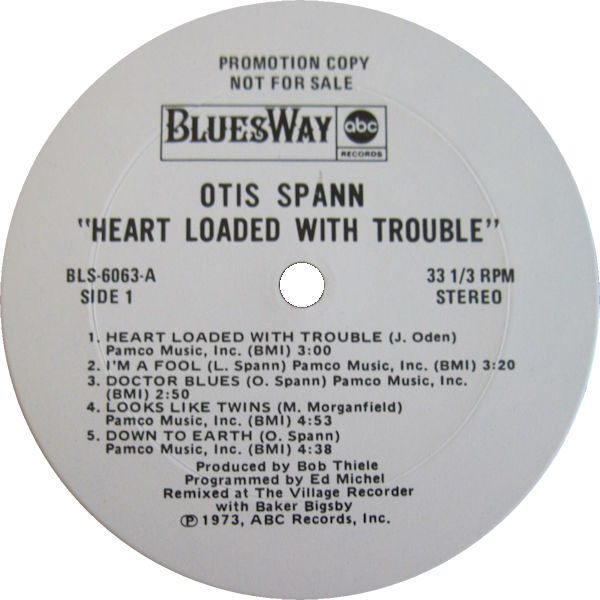 PROMOTION COPY
NOT FOR SALE
BLUESWAY abc
RECORDS
OTIS SPANN
"HEART LOADED WITH TROUBLE"
BLS-6063-A 33 1/3 RPM
SIDE 1 STEREO
1. HEART LOADED WITH TROUBLE (J. Oden)
Pamco Music, Inc. (BMI) 3:00
2. I'M A FOOL (L. Spann) Pamco Music, Inc. (BMI) 3:20
3. DOCTOR BLUES (O. Spann) Pamco Music, Inc.
(BMI) 2:50
4. LOOKS LIKE TWINS (M. Morganfield)
Pamco Music, Inc. (BMI) 4:53
5. DOWN TO EARTH (O. Spann)
Pamco Music, Inc. (BMI) 4:38
Produced by Bob Thiele
Programmed by Ed Michel
Remixed at The Village Recorder
with Baker Bigsby
℗ 1973, ABC Records, Inc.